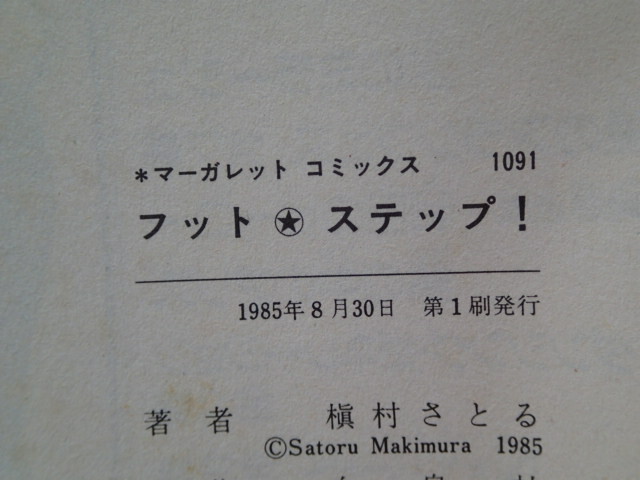 *マーガレット コミックス 1091
フット✪ステップ!
1985年8月30日 第1刷発行
著者 槇村さとる
©Satoru Makimura 1985